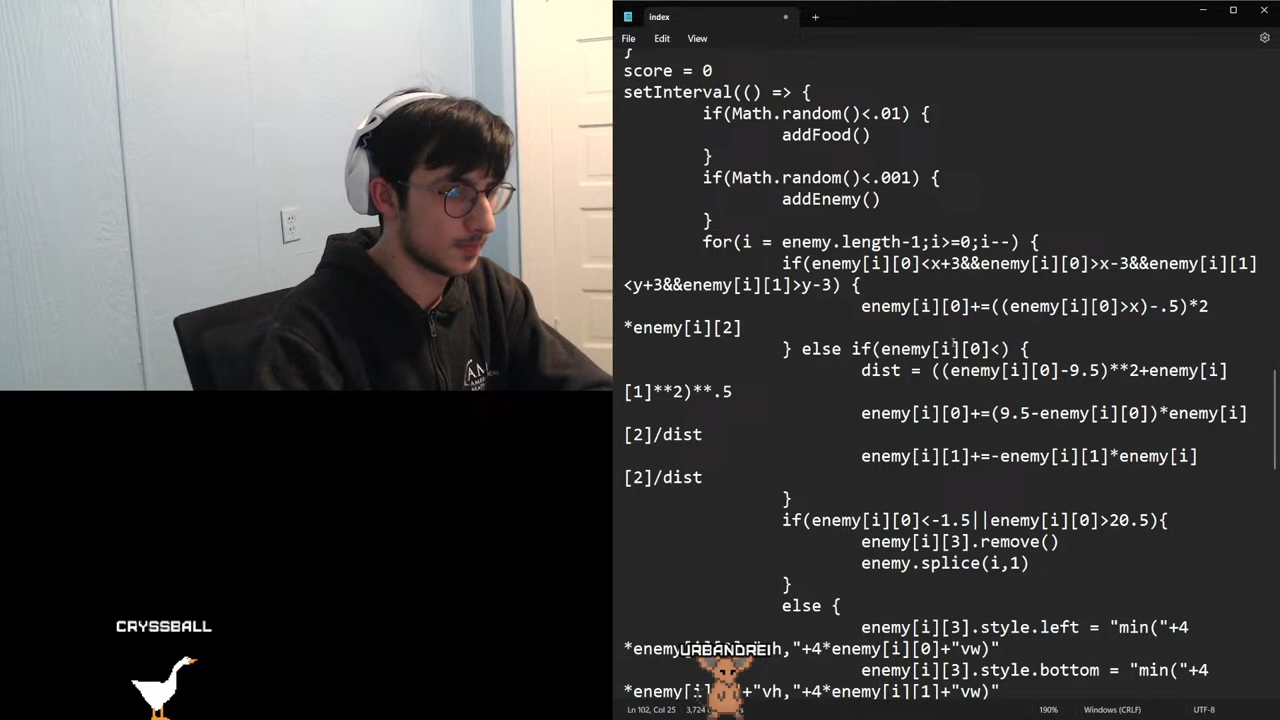 index
File Edit View
}
score = 0
setInterval(() => {
if(Math.random()<.01) {
addFood()
}
if(Math.random()<.001) {
addEnemy()
}
for(i = enemy.length-1;i>=0;i--) {
if(enemy[i][0]<x+3&&enemy[i][0]>x-3&&enemy[i][1]
<y+3&&enemy[i][1]>y-3) {
enemy[i][0]+=((enemy[i][0]>x)-.5)*2
*enemy[i][2]
} else if(enemy[i][0]<) {
dist = ((enemy[i][0]-9.5)**2+enemy[i]
[1]**2)**.5
enemy[i][0]+=(9.5-enemy[i][0])*enemy[i]
[2]/dist
enemy[i][1]+=-enemy[i][1]*enemy[i]
[2]/dist
}
if(enemy[i][0]<-1.5||enemy[i][0]>20.5){
enemy[i][3].remove()
enemy.splice(i,1)
}
else {
enemy[i][3].style.left = "min("+4
*enemy h,"+4*enemy[i][0]+"vw)"
enemy[i][3].style.bottom = "min("+4
*enemy[i] +"vh,"+4*enemy[i][1]+"vw)"
Ln 102, Col 25 3,724 190% Windows (CRLF) UTF-8
CRYSSBALL
URBANDREI